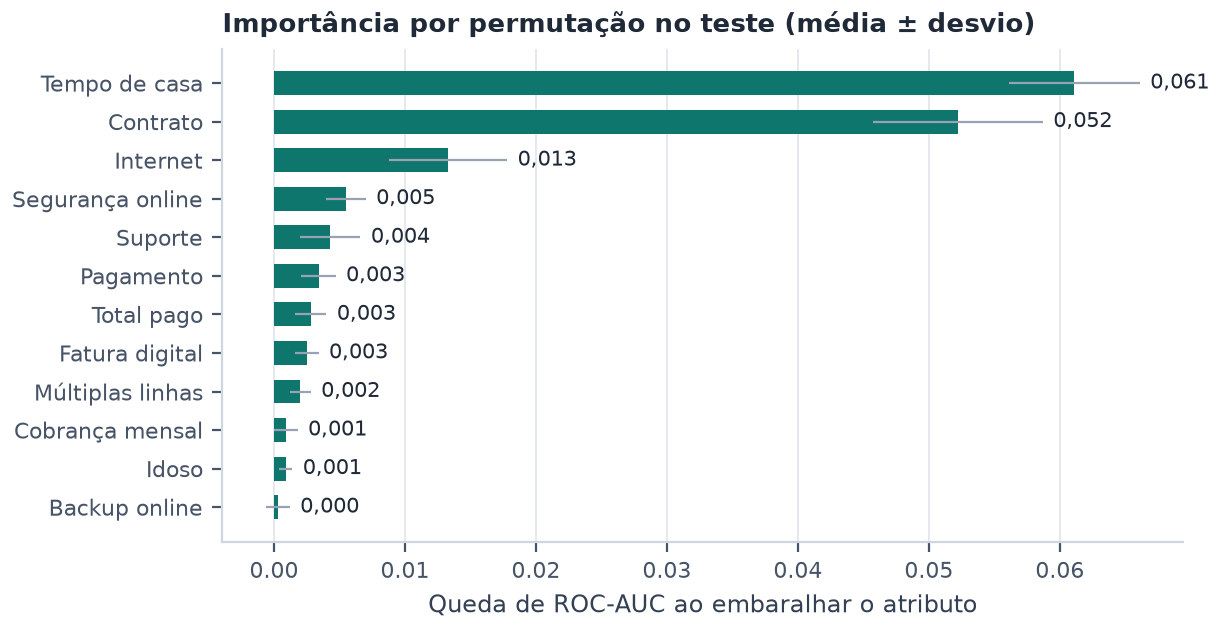 Importância por permutação no teste (média ± desvio)
Tempo de casa 0,061
Contrato 0,052
Internet 0,013
Segurança online 0,005
Suporte 0,004
Pagamento 0,003
Total pago 0,003
Fatura digital 0,003
Múltiplas linhas 0,002
Cobrança mensal 0,001
Idoso 0,001
Backup online 0,000
0.00 0.01 0.02 0.03 0.04 0.05 0.06
Queda de ROC-AUC ao embaralhar o atributo